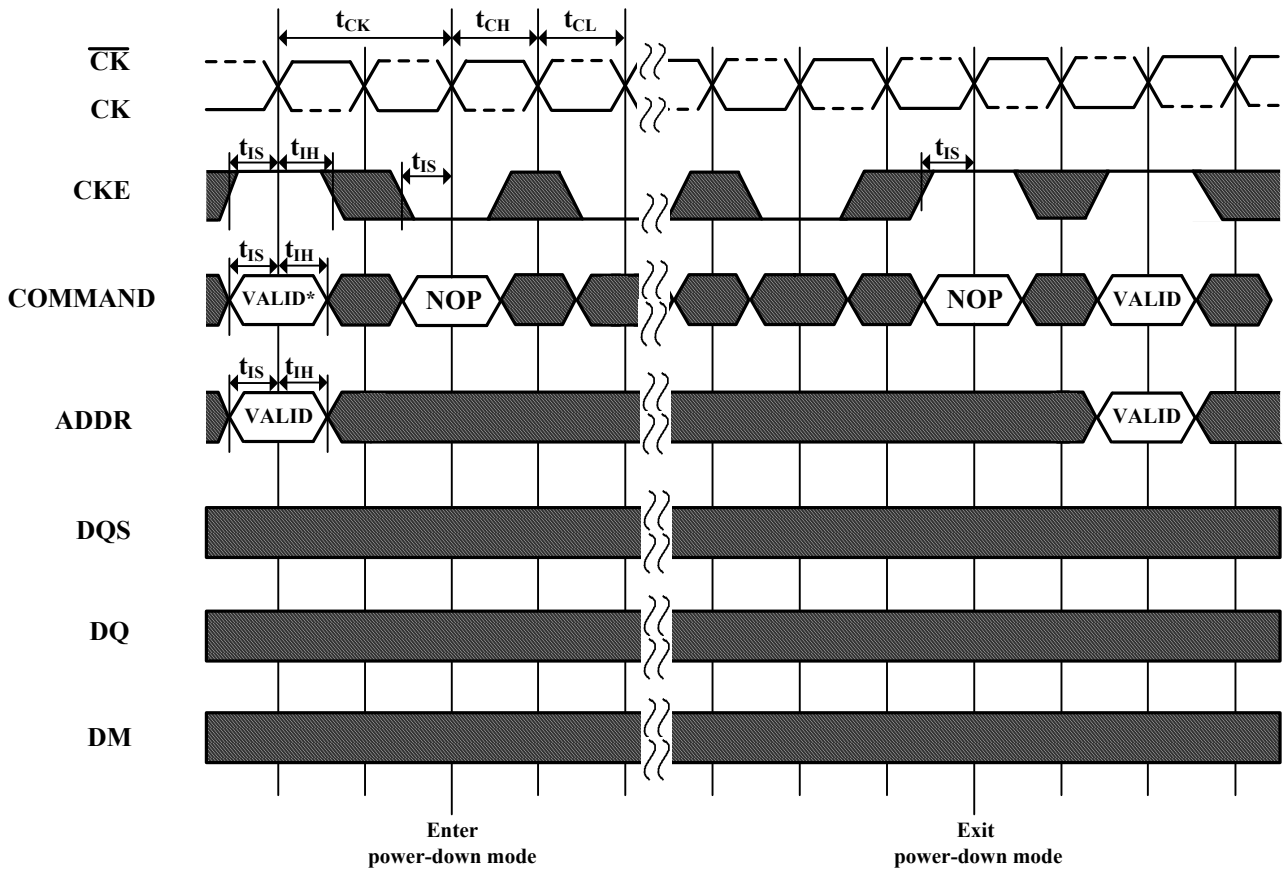 tCK tCH tCL
CK
CK
tIS tIH tIS tIS
CKE
tIS tIH
COMMAND VALID* NOP NOP VALID
tIS tIH
ADDR VALID VALID
DQS
DQ
DM
Enter Exit
power-down mode power-down mode